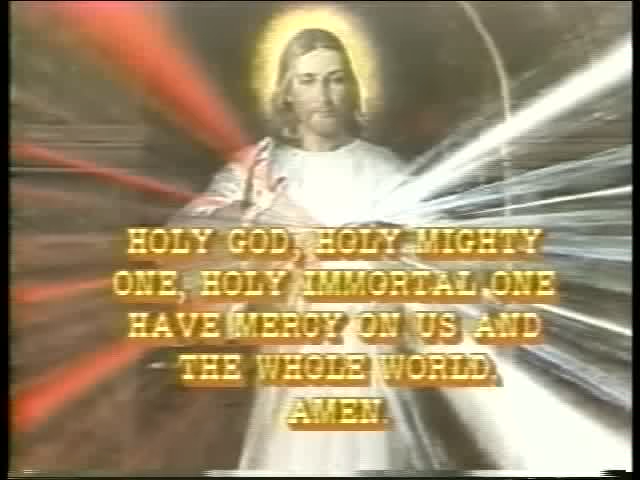 HOLY GOD, HOLY MIGHTY
ONE, HOLY IMMORTAL ONE
HAVE MERCY ON US AND
THE WHOLE WORLD.
AMEN.